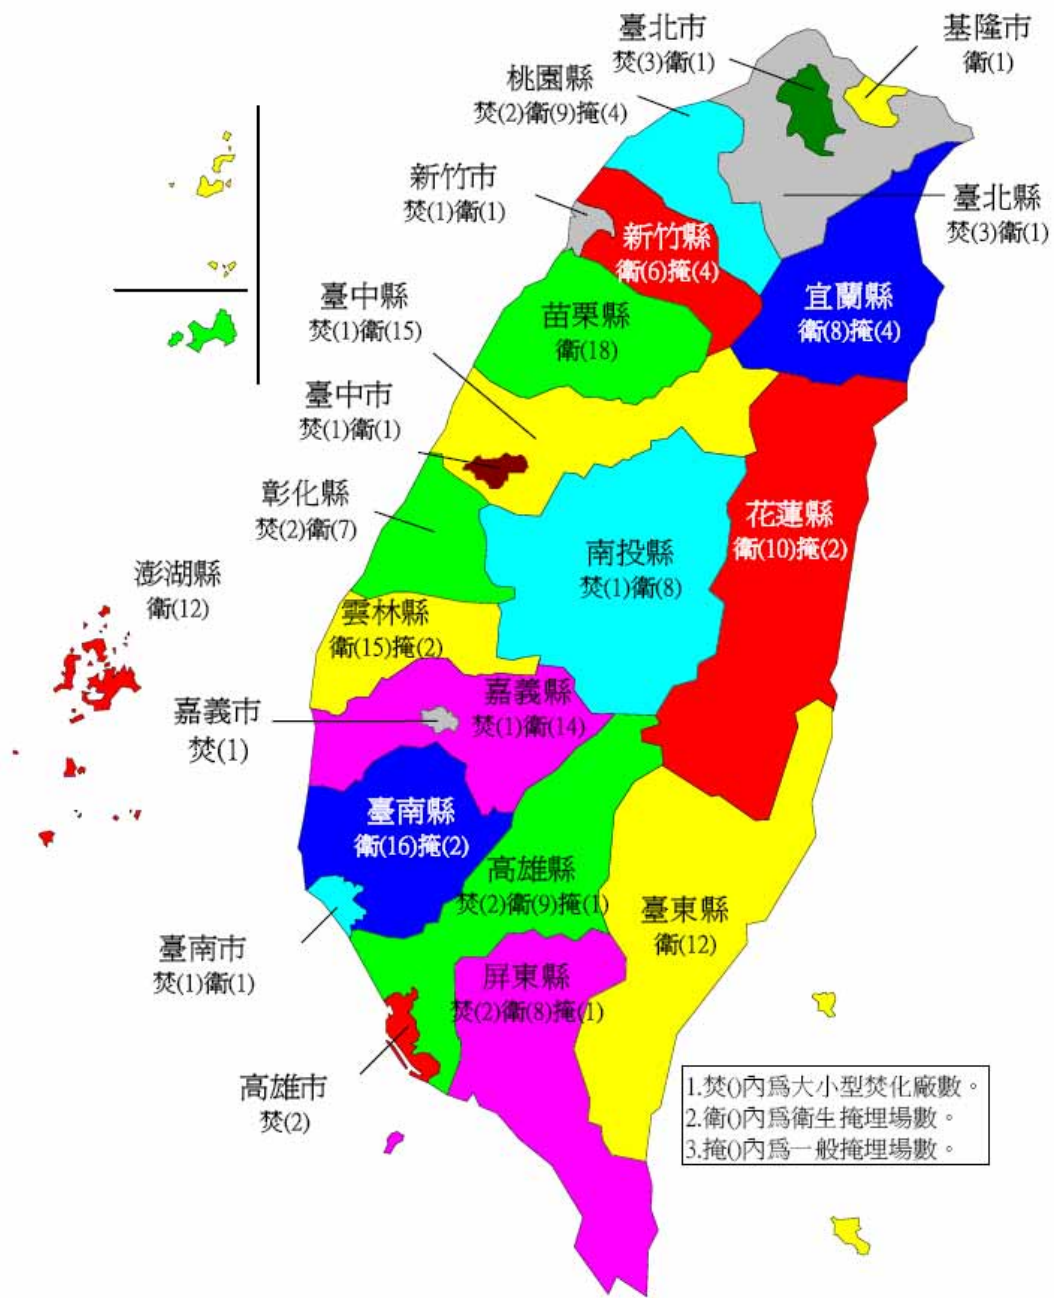 臺北市
焚(3)衛(1)
基隆市
衛(1)
桃園縣
焚(2)衛(9)掩(4)
新竹市
焚(1)衛(1)
臺北縣
焚(3)衛(1)
新竹縣
衛(6)掩(4)
宜蘭縣
衛(8)掩(4)
臺中縣
焚(1)衛(15)
苗栗縣
衛(18)
臺中市
焚(1)衛(1)
彰化縣
焚(2)衛(7)
花蓮縣
衛(10)掩(2)
南投縣
焚(1)衛(8)
澎湖縣
衛(12)
雲林縣
衛(15)掩(2)
嘉義市
焚(1)
嘉義縣
焚(1)衛(14)
臺南縣
衛(16)掩(2)
高雄縣
焚(2)衛(9)掩(1)
臺東縣
衛(12)
臺南市
焚(1)衛(1)
屏東縣
焚(2)衛(8)掩(1)
高雄市
焚(2)
1.焚()內為大小型焚化廠數。
2.衛()內為衛生掩埋場數。
3.掩()內為一般掩埋場數。